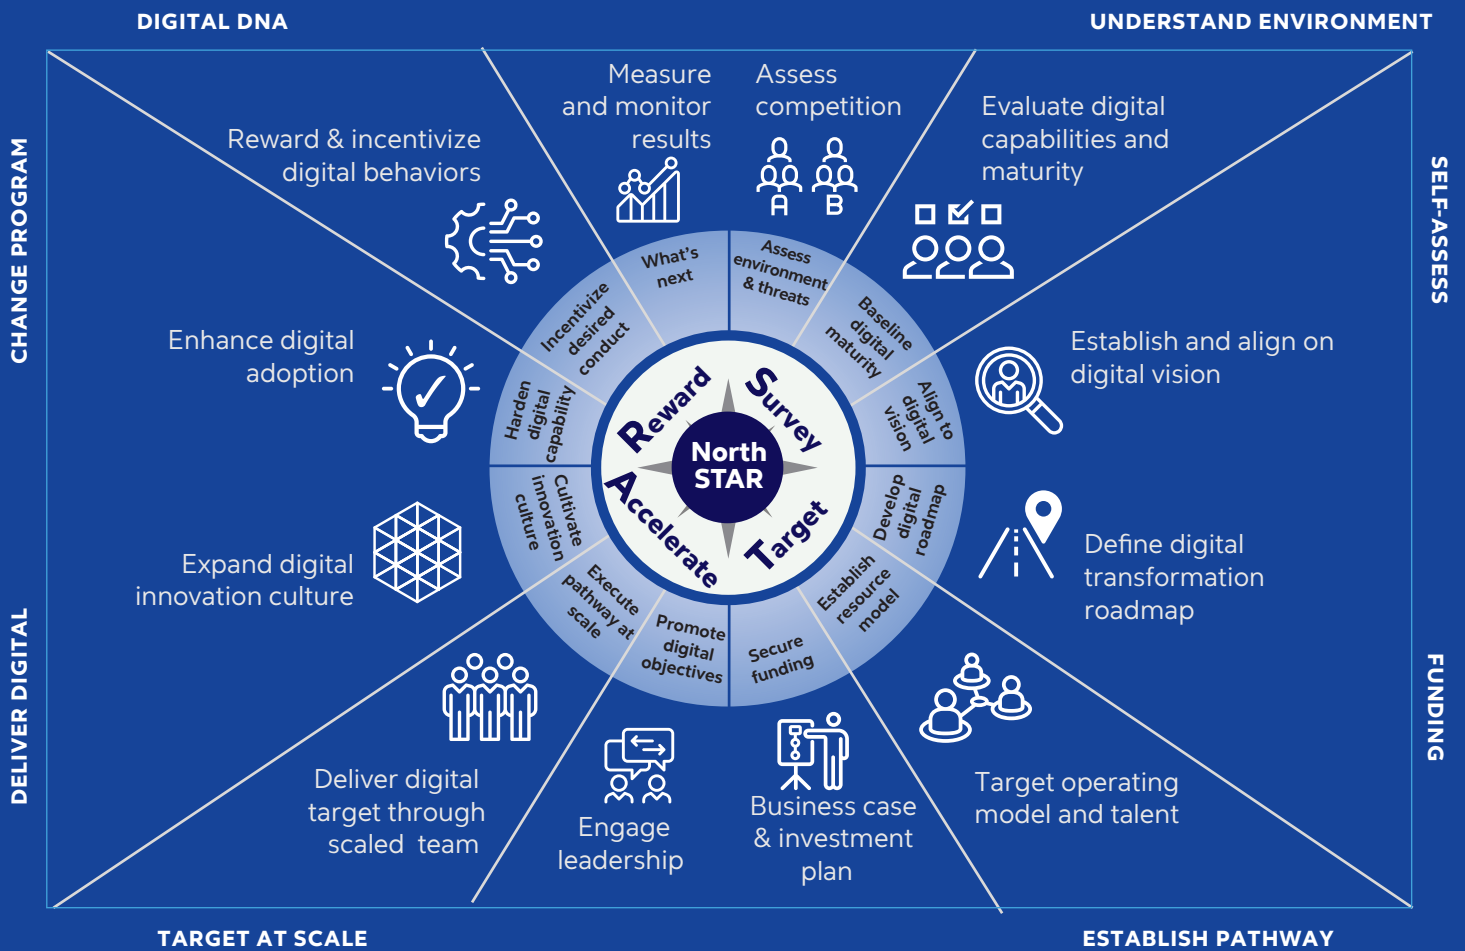 DIGITAL DNA
UNDERSTAND ENVIRONMENT
CHANGE PROGRAM
SELF-ASSESS
DELIVER DIGITAL
FUNDING
TARGET AT SCALE
ESTABLISH PATHWAY
Measure
and monitor
results
Assess
competition
A
B
Evaluate digital
capabilities and
maturity
Establish and align on
digital vision
Define digital
transformation
roadmap
Target operating
model and talent
Business case
& investment
plan
Engage
leadership
Deliver digital
target through
scaled team
Expand digital
innovation culture
Enhance digital
adoption
Reward & incentivize
digital behaviors
What's
next
Assess
environment
& threats
Baseline
digital
maturity
Align to
digital
vision
Develop
digital
roadmap
Establish
resource
model
Secure
funding
Promote
digital
objectives
Execute
pathway at
scale
Cultivate
innovation
culture
Harden
digital
capability
Incentivize
desired
conduct
Survey
Target
Accelerate
Reward
North
STAR